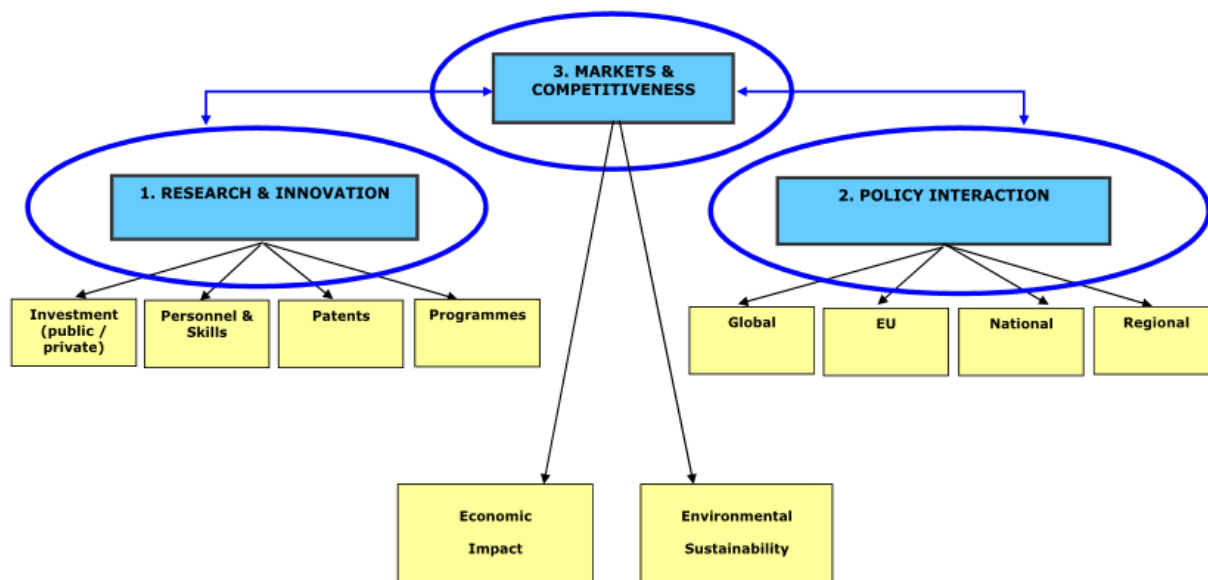 3. MARKETS &
COMPETITIVENESS
1. RESEARCH & INNOVATION
2. POLICY INTERACTION
Investment
(public /
private)
Personnel &
Skills
Patents
Programmes
Global
EU
National
Regional
Economic
Impact
Environmental
Sustainability